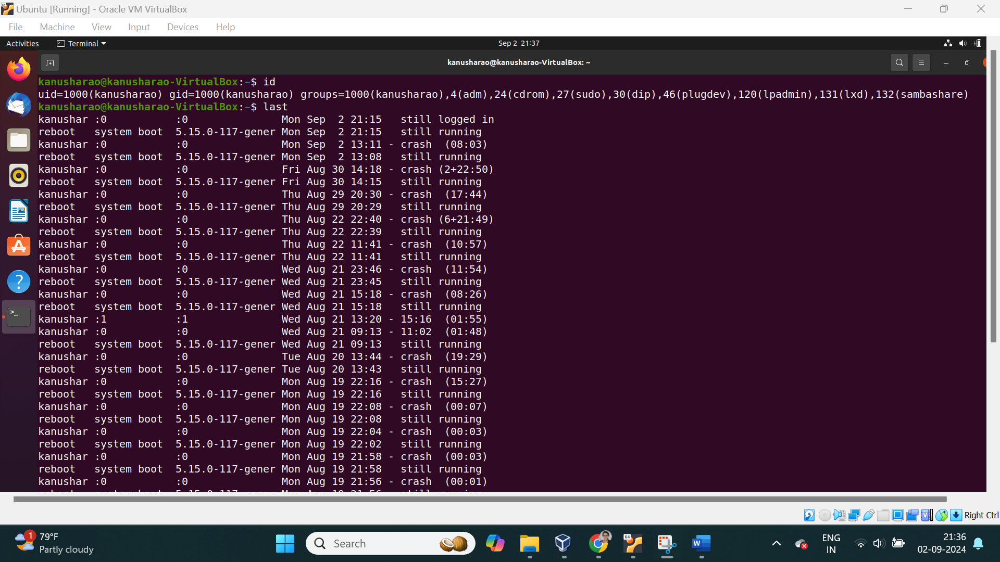 Ubuntu [Running] - Oracle VM VirtualBox
File Machine View Input Devices Help
Activities Terminal Sep 2 21:37
kanusharao@kanusharao-VirtualBox: ~
kanusharao@kanusharao-VirtualBox:~$ id
uid=1000(kanusharao) gid=1000(kanusharao) groups=1000(kanusharao),4(adm),24(cdrom),27(sudo),30(dip),46(plugdev),120(lpadmin),131(lxd),132(sambashare)
kanusharao@kanusharao-VirtualBox:~$ last
kanushar :0           :0               Mon Sep  2 21:15   still logged in
reboot   system boot  5.15.0-117-gener Mon Sep  2 21:15   still running
kanushar :0           :0               Mon Sep  2 13:11 - crash  (08:03)
reboot   system boot  5.15.0-117-gener Mon Sep  2 13:08   still running
kanushar :0           :0               Fri Aug 30 14:18 - crash (2+22:50)
reboot   system boot  5.15.0-117-gener Fri Aug 30 14:15   still running
kanushar :0           :0               Thu Aug 29 20:30 - crash  (17:44)
reboot   system boot  5.15.0-117-gener Thu Aug 29 20:29   still running
kanushar :0           :0               Thu Aug 22 22:40 - crash (6+21:49)
reboot   system boot  5.15.0-117-gener Thu Aug 22 22:39   still running
kanushar :0           :0               Thu Aug 22 11:41 - crash  (10:57)
reboot   system boot  5.15.0-117-gener Thu Aug 22 11:41   still running
kanushar :0           :0               Wed Aug 21 23:46 - crash  (11:54)
reboot   system boot  5.15.0-117-gener Wed Aug 21 23:45   still running
kanushar :0           :0               Wed Aug 21 15:18 - crash  (08:26)
reboot   system boot  5.15.0-117-gener Wed Aug 21 15:18   still running
kanushar :1           :1               Wed Aug 21 13:20 - 15:16  (01:55)
kanushar :0           :0               Wed Aug 21 09:13 - 11:02  (01:48)
reboot   system boot  5.15.0-117-gener Wed Aug 21 09:13   still running
kanushar :0           :0               Tue Aug 20 13:44 - crash  (19:29)
reboot   system boot  5.15.0-117-gener Tue Aug 20 13:43   still running
kanushar :0           :0               Mon Aug 19 22:16 - crash  (15:27)
reboot   system boot  5.15.0-117-gener Mon Aug 19 22:16   still running
kanushar :0           :0               Mon Aug 19 22:08 - crash  (00:07)
reboot   system boot  5.15.0-117-gener Mon Aug 19 22:08   still running
kanushar :0           :0               Mon Aug 19 22:04 - crash  (00:03)
reboot   system boot  5.15.0-117-gener Mon Aug 19 22:02   still running
kanushar :0           :0               Mon Aug 19 21:58 - crash  (00:03)
reboot   system boot  5.15.0-117-gener Mon Aug 19 21:58   still running
kanushar :0           :0               Mon Aug 19 21:56 - crash  (00:01)
reboot   system boot  5.15.0-117-gener Mon Aug 19 21:56   still running
Right Ctrl
1 79°F
Partly cloudy
Search
64
W
ENG
IN
21:36
02-09-2024